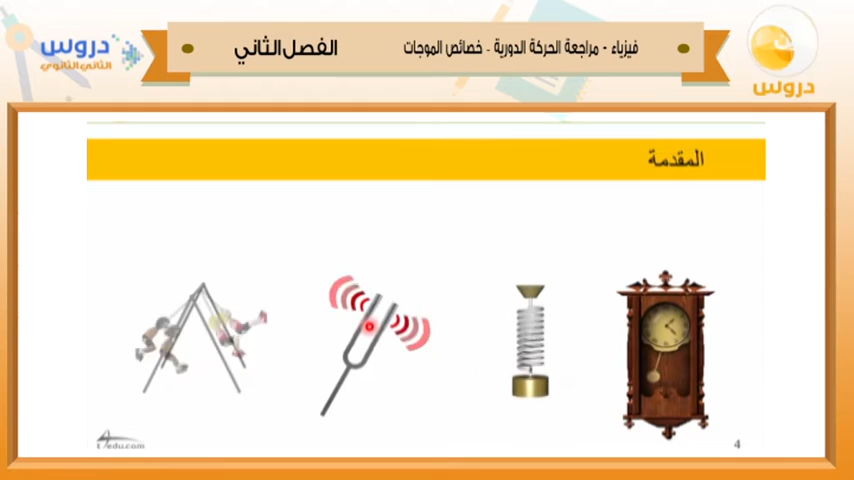 فيزياء - مراجعة الحركة الدورية - خصائص الموجات
الفصل الثاني
دروس
الثاني الثانوي
دروس
المقدمة
4